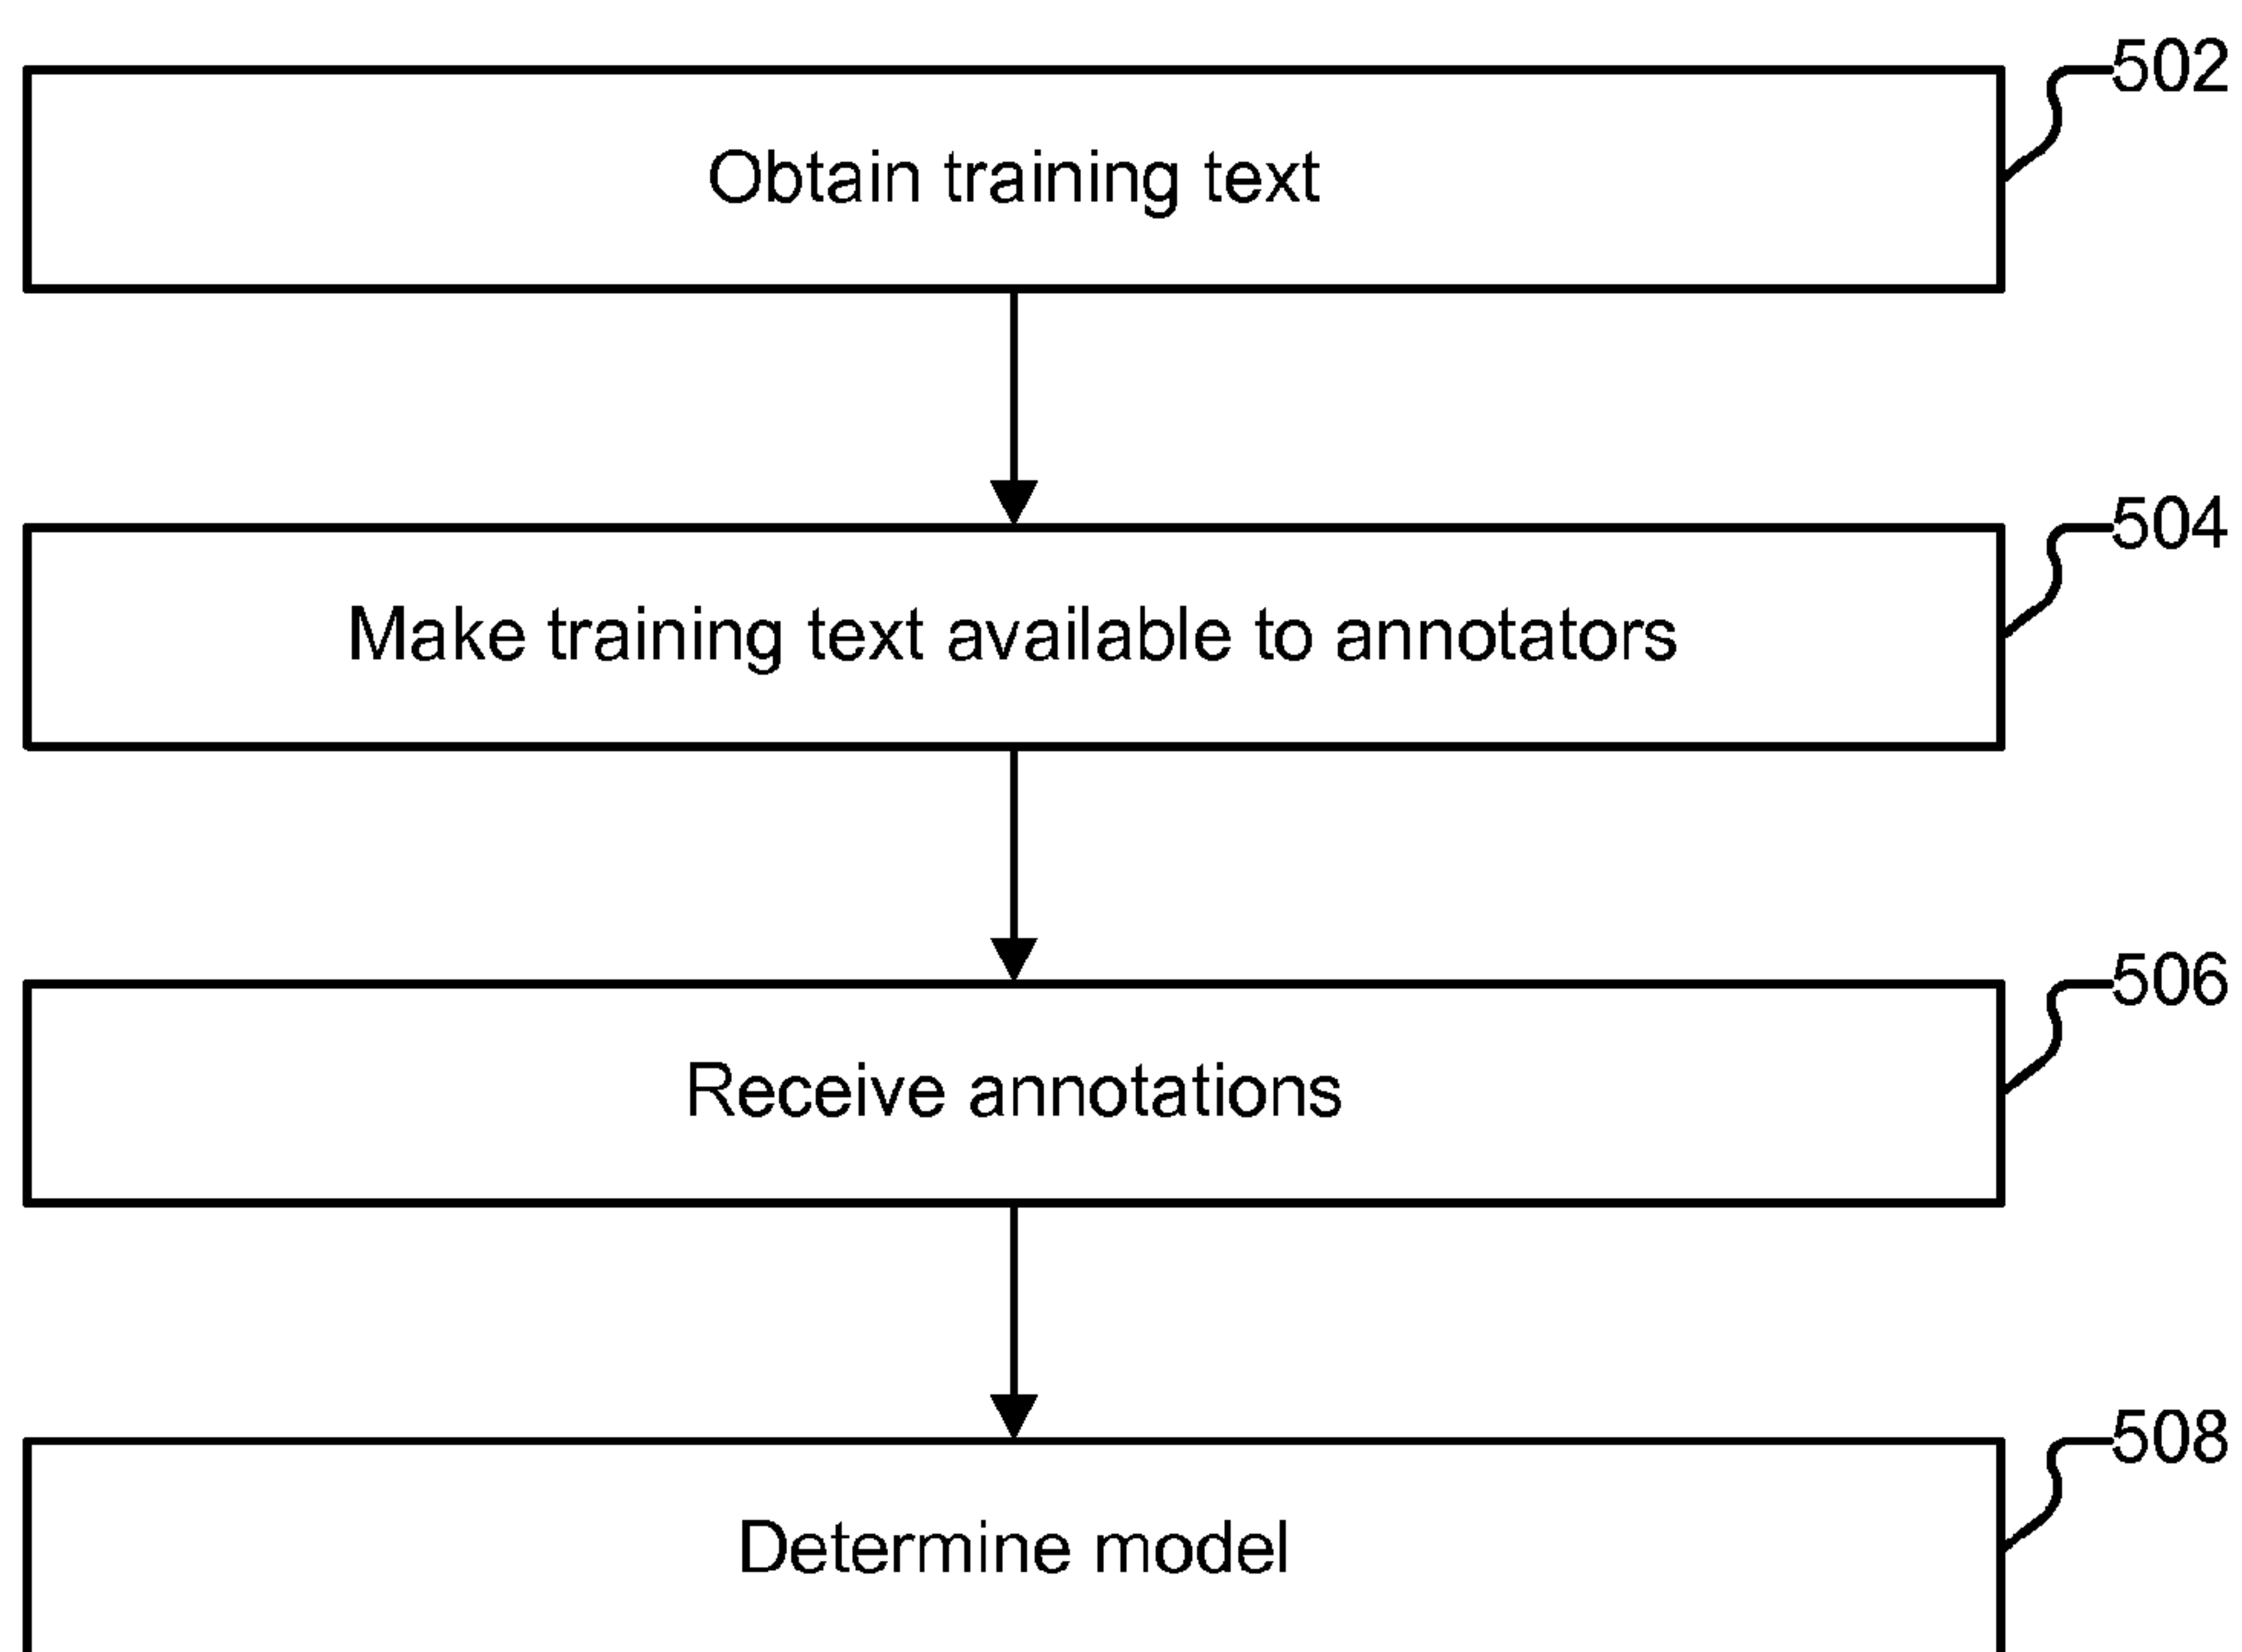 502
Obtain training text
504
Make training text available to annotators
506
Receive annotations
508
Determine model